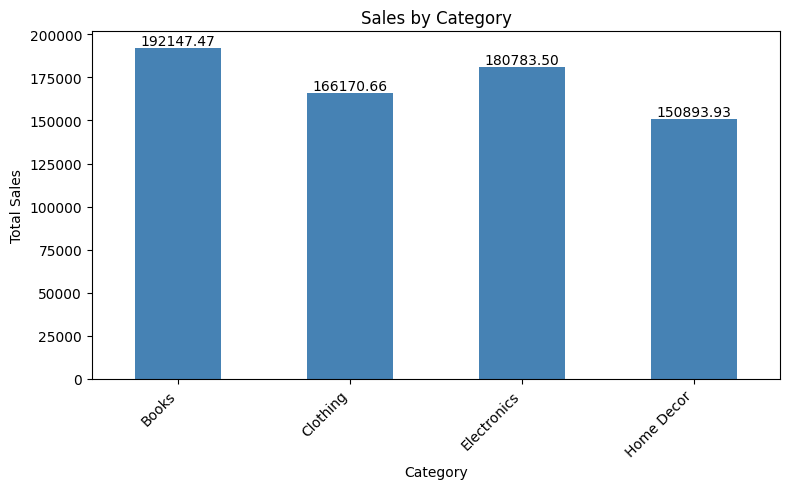 Sales by Category
Total Sales
200000
175000
150000
125000
100000
75000
50000
25000
0
192147.47
166170.66
180783.50
150893.93
Books
Clothing
Electronics
Home Decor
Category